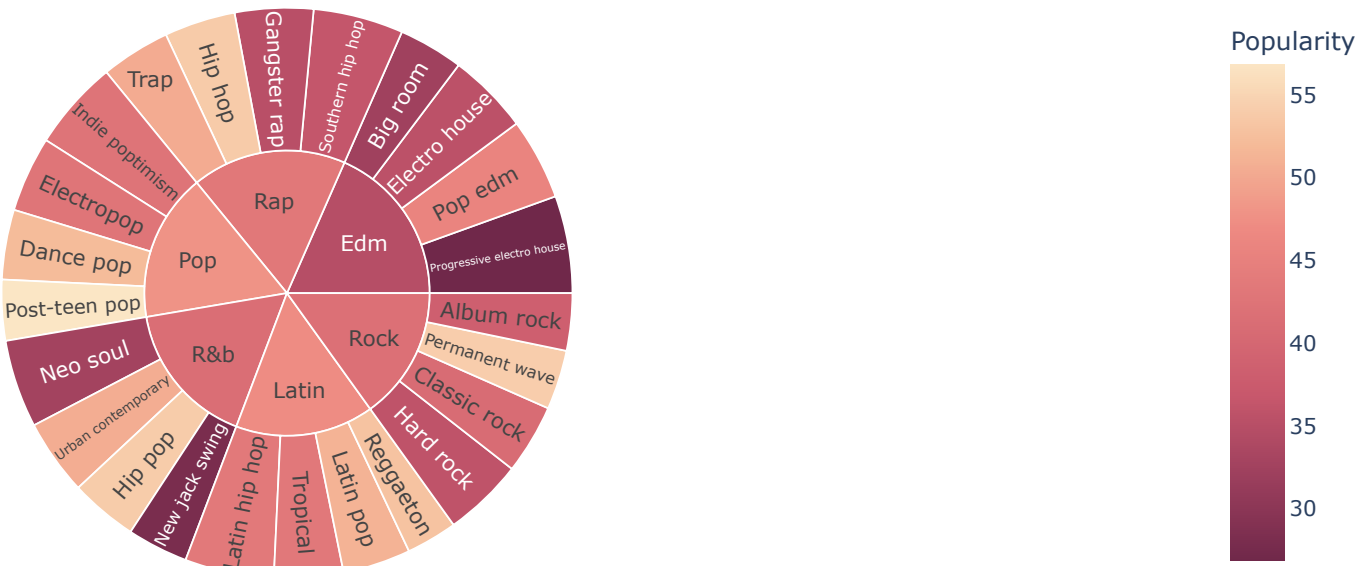 Popularity
55
50
45
40
35
30
Rap
Edm
Pop
R&b
Latin
Rock
Trap
Hip hop
Gangster rap
Southern hip hop
Big room
Electro house
Pop edm
Progressive electro house
Album rock
Permanent wave
Classic rock
Hard rock
Reggaeton
Latin pop
Tropical
Latin hip hop
New jack swing
Hip pop
Urban contemporary
Neo soul
Post-teen pop
Dance pop
Electropop
Indie poptimism